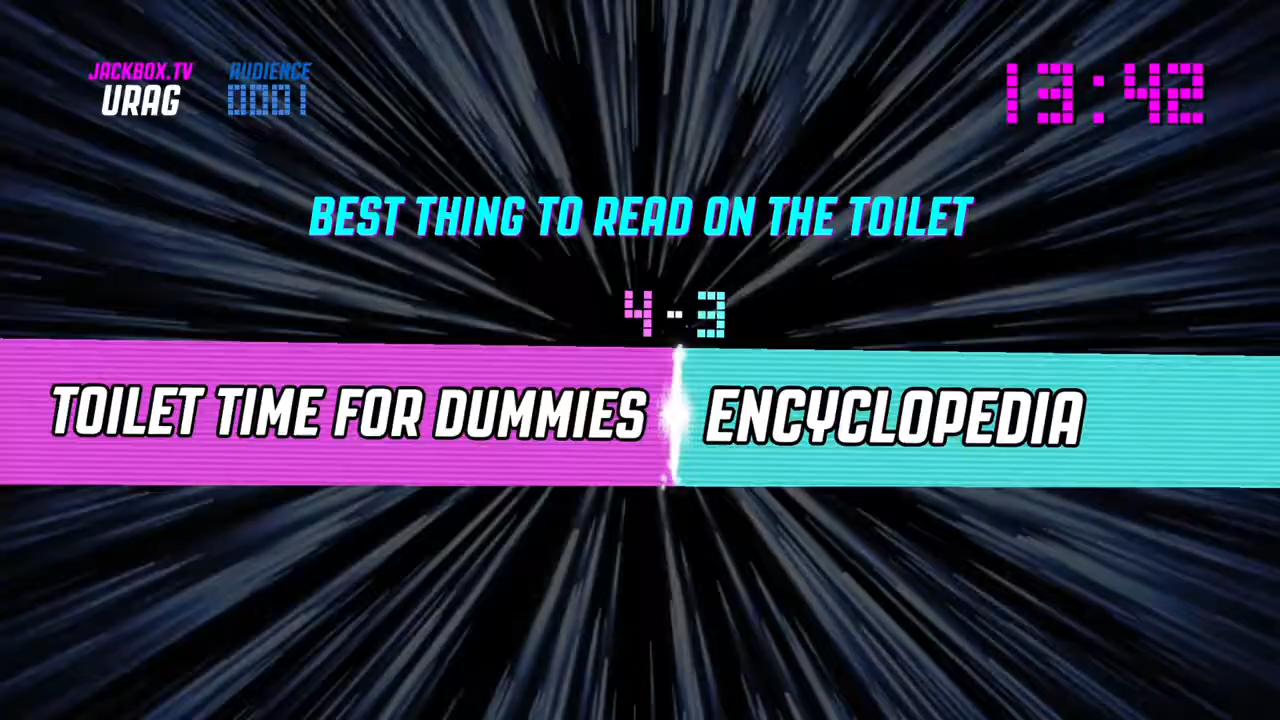 JACKBOX.TV
URAG
AUDIENCE
0001
13:42
BEST THING TO READ ON THE TOILET
4-3
TOILET TIME FOR DUMMIES
ENCYCLOPEDIA